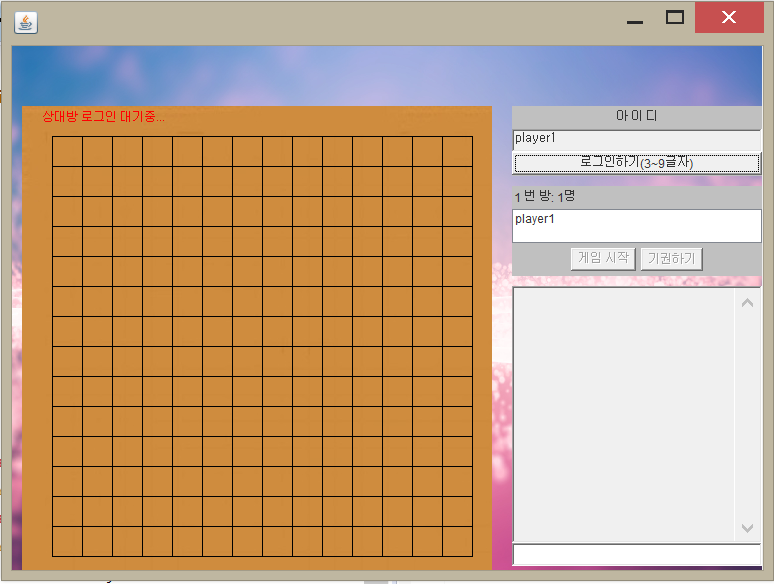 상대방 로그인 대기중...
아 이 디
player1
로그인하기(3~9글자)
1 번 방: 1명
player1
게임 시작 기권하기